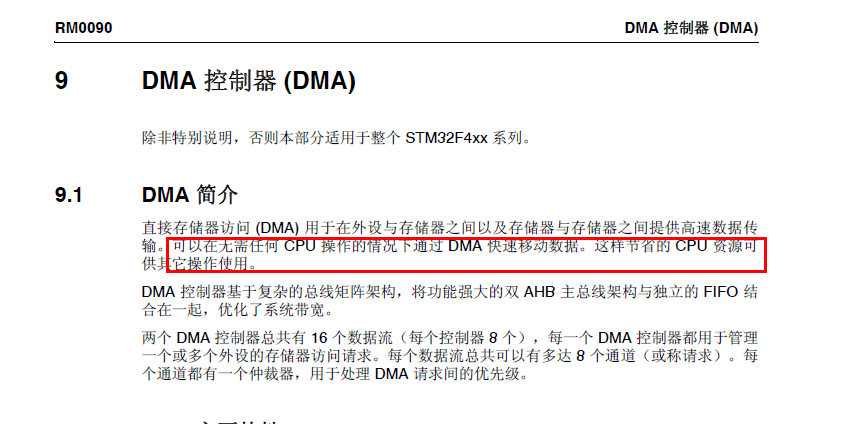 RM0090
DMA 控制器 (DMA)
9 DMA 控制器 (DMA)
除非特别说明，否则本部分适用于整个 STM32F4xx 系列。
9.1 DMA 简介
直接存储器访问 (DMA) 用于在外设与存储器之间以及存储器与存储器之间提供高速数据传
输。可以在无需任何 CPU 操作的情况下通过 DMA 快速移动数据。这样节省的 CPU 资源可
供其它操作使用。
DMA 控制器基于复杂的总线矩阵架构，将功能强大的双 AHB 主总线架构与独立的 FIFO 结
合在一起，优化了系统带宽。
两个 DMA 控制器总共有 16 个数据流（每个控制器 8 个），每一个 DMA 控制器都用于管理
一个或多个外设的存储器访问请求。每个数据流总共可以有多达 8 个通道（或称请求）。每
个通道都有一个仲裁器，用于处理 DMA 请求间的优先级。